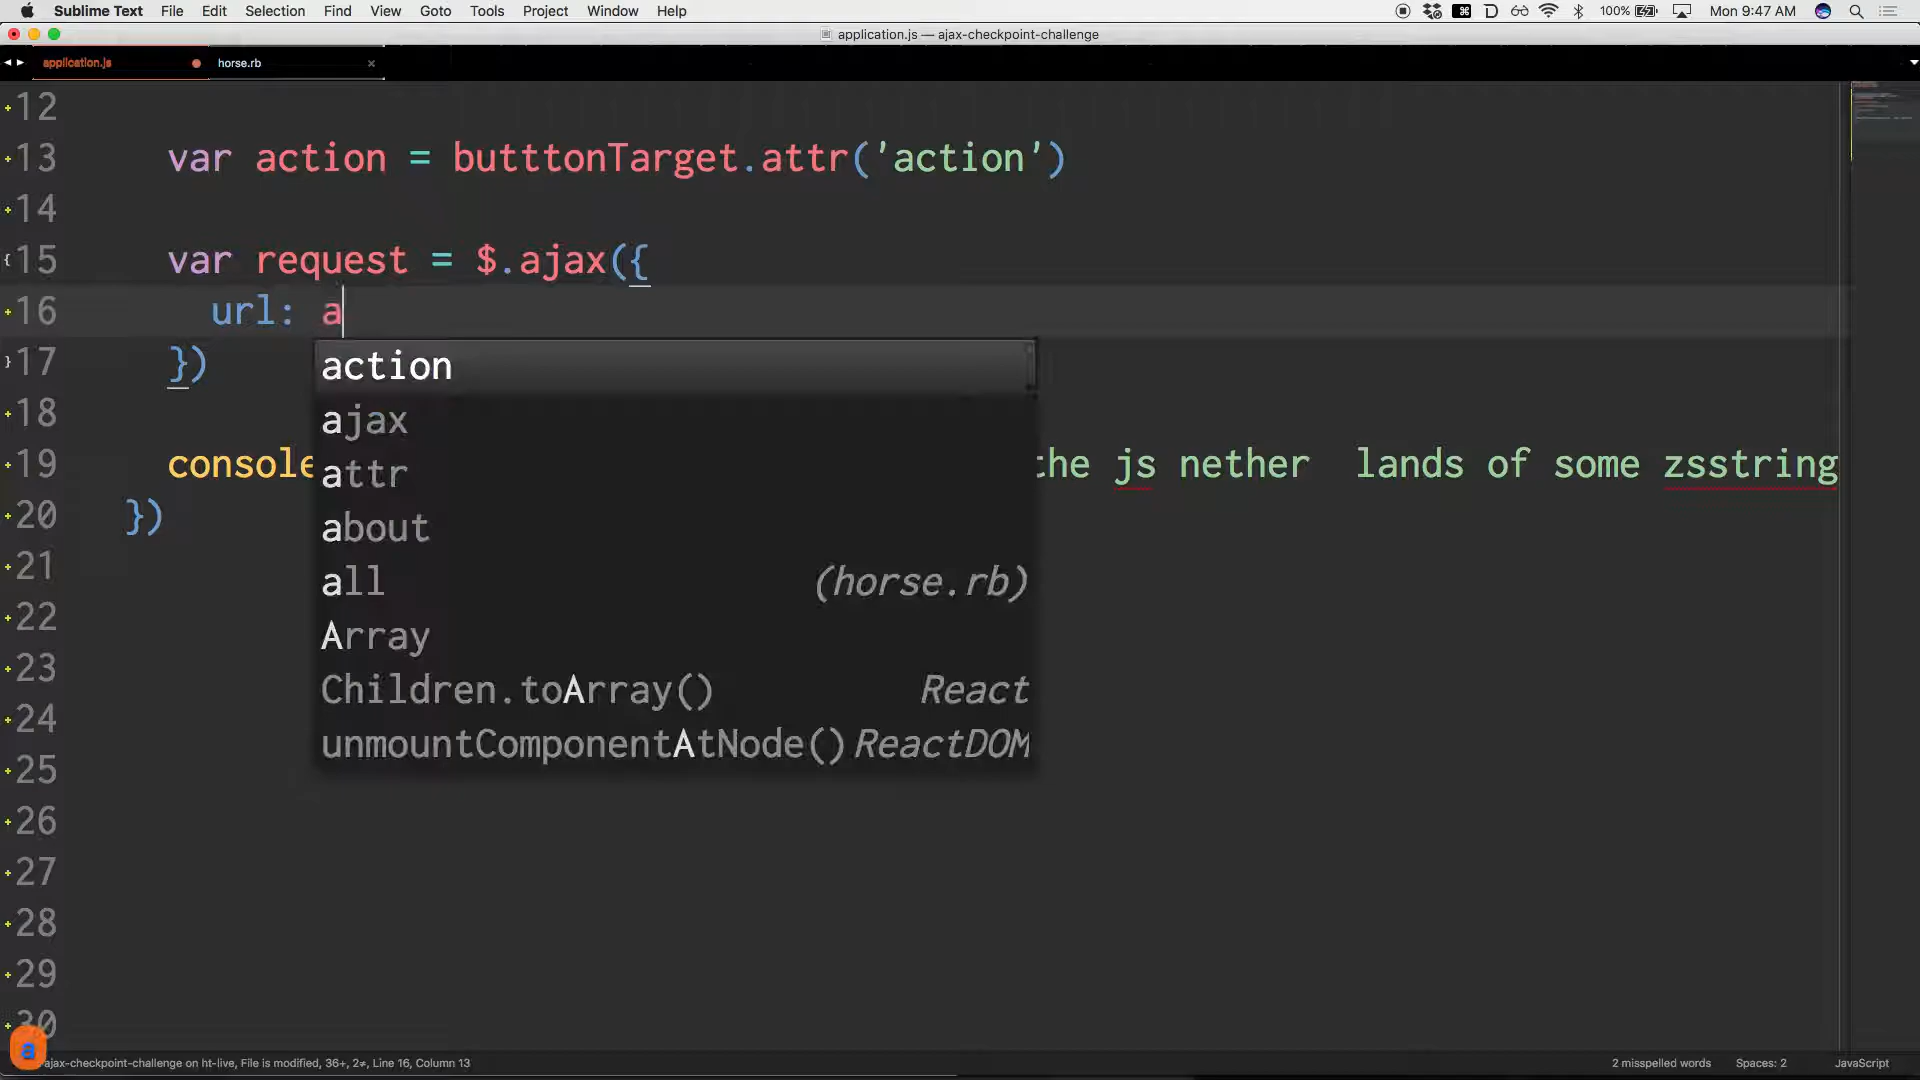 Sublime Text File Edit Selection Find View Goto Tools Project Window Help 100% Mon 9:47 AM
application.js — ajax-checkpoint-challenge
application.js horse.rb
12
13 var action = butttonTarget.attr('action')
14
15 var request = $.ajax({
16 url: a
17 })
action
18
ajax
19 console the js nether lands of some zsstring
attr
20 })
about
21
all (horse.rb)
22
Array
23
Children.toArray() React
24
unmountComponentAtNode() ReactDOM
25
26
27
28
29
30
a
ajax-checkpoint-challenge on ht-live, File is modified, 36+, 2≠, Line 16, Column 13 2 misspelled words Spaces: 2 JavaScript